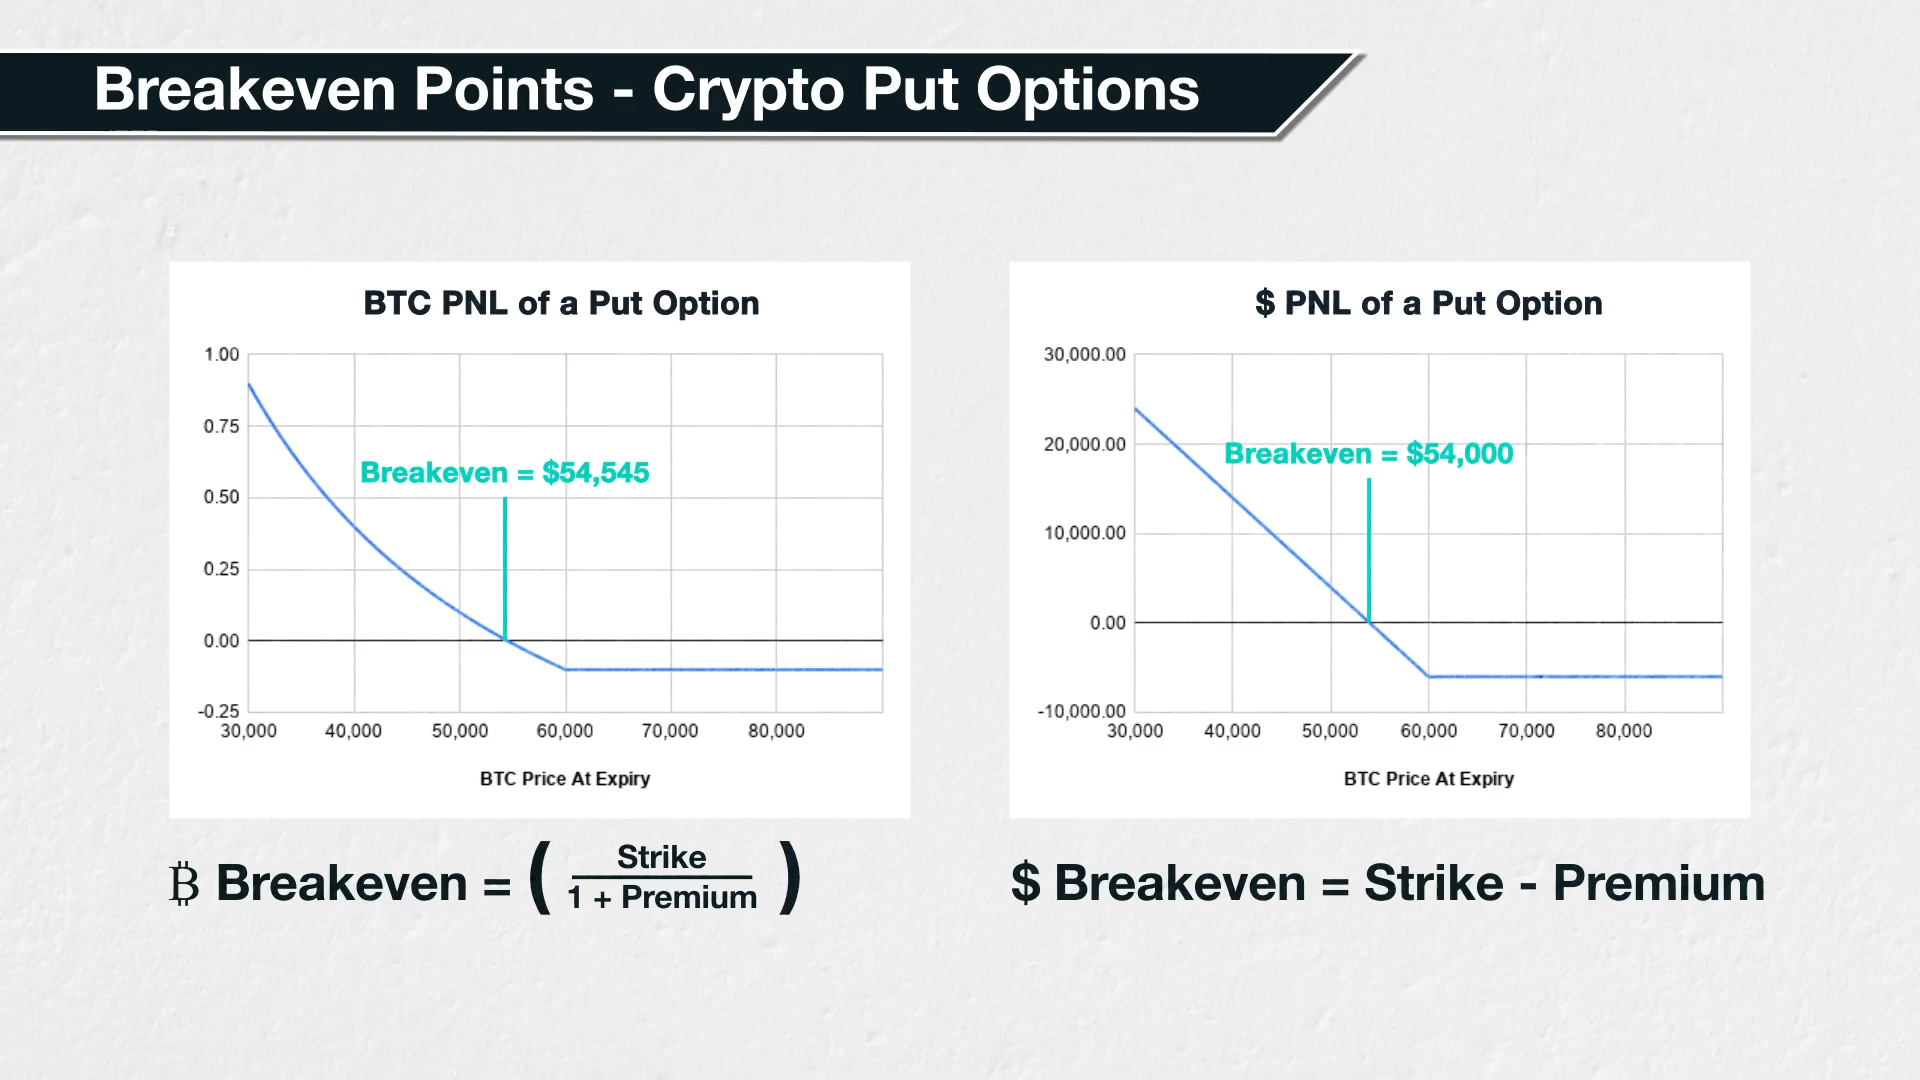 Breakeven Points - Crypto Put Options
BTC PNL of a Put Option
1.00
0.75
0.50
0.25
0.00
-0.25
Breakeven = $54,545
30,000 40,000 50,000 60,000 70,000 80,000
BTC Price At Expiry
₿ Breakeven = ( Strike
1 + Premium )
$ PNL of a Put Option
30,000.00
20,000.00
10,000.00
0.00
-10,000.00
Breakeven = $54,000
30,000 40,000 50,000 60,000 70,000 80,000
BTC Price At Expiry
$ Breakeven = Strike - Premium